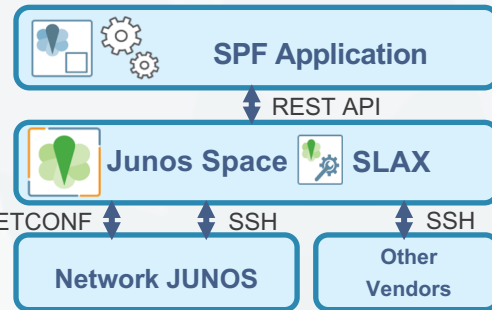 SPF Application
REST API
Junos Space SLAX
ETCONF SSH SSH
Network JUNOS
Other
Vendors